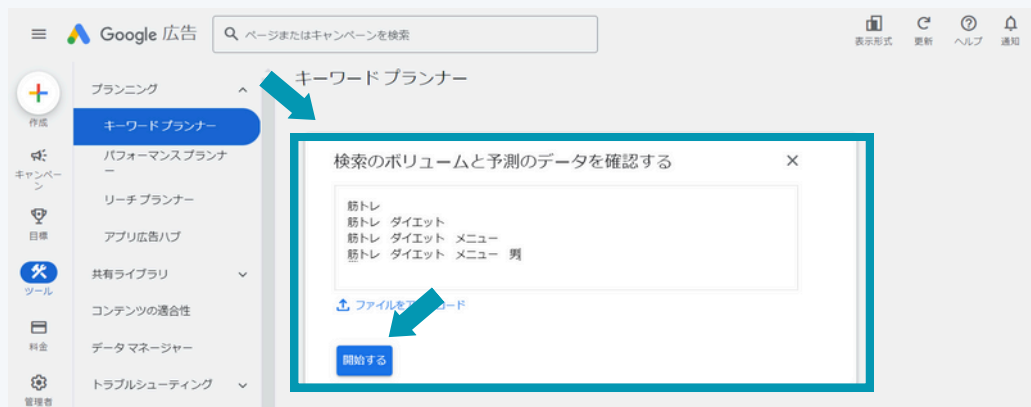 Google 広告
ページまたはキャンペーンを検索
表示形式
更新
ヘルプ
通知
作成
キャンペー
ン
目標
ツール
料金
管理者
プランニング
キーワード プランナー
パフォーマンス プランナ
ー
リーチ プランナー
アプリ広告ハブ
共有ライブラリ
コンテンツの適合性
データ マネージャー
トラブルシューティング
キーワード プランナー
検索のボリュームと予測のデータを確認する
筋トレ
筋トレ ダイエット
筋トレ ダイエット メニュー
筋トレ ダイエット メニュー 男
ファイルをア ード
開始する